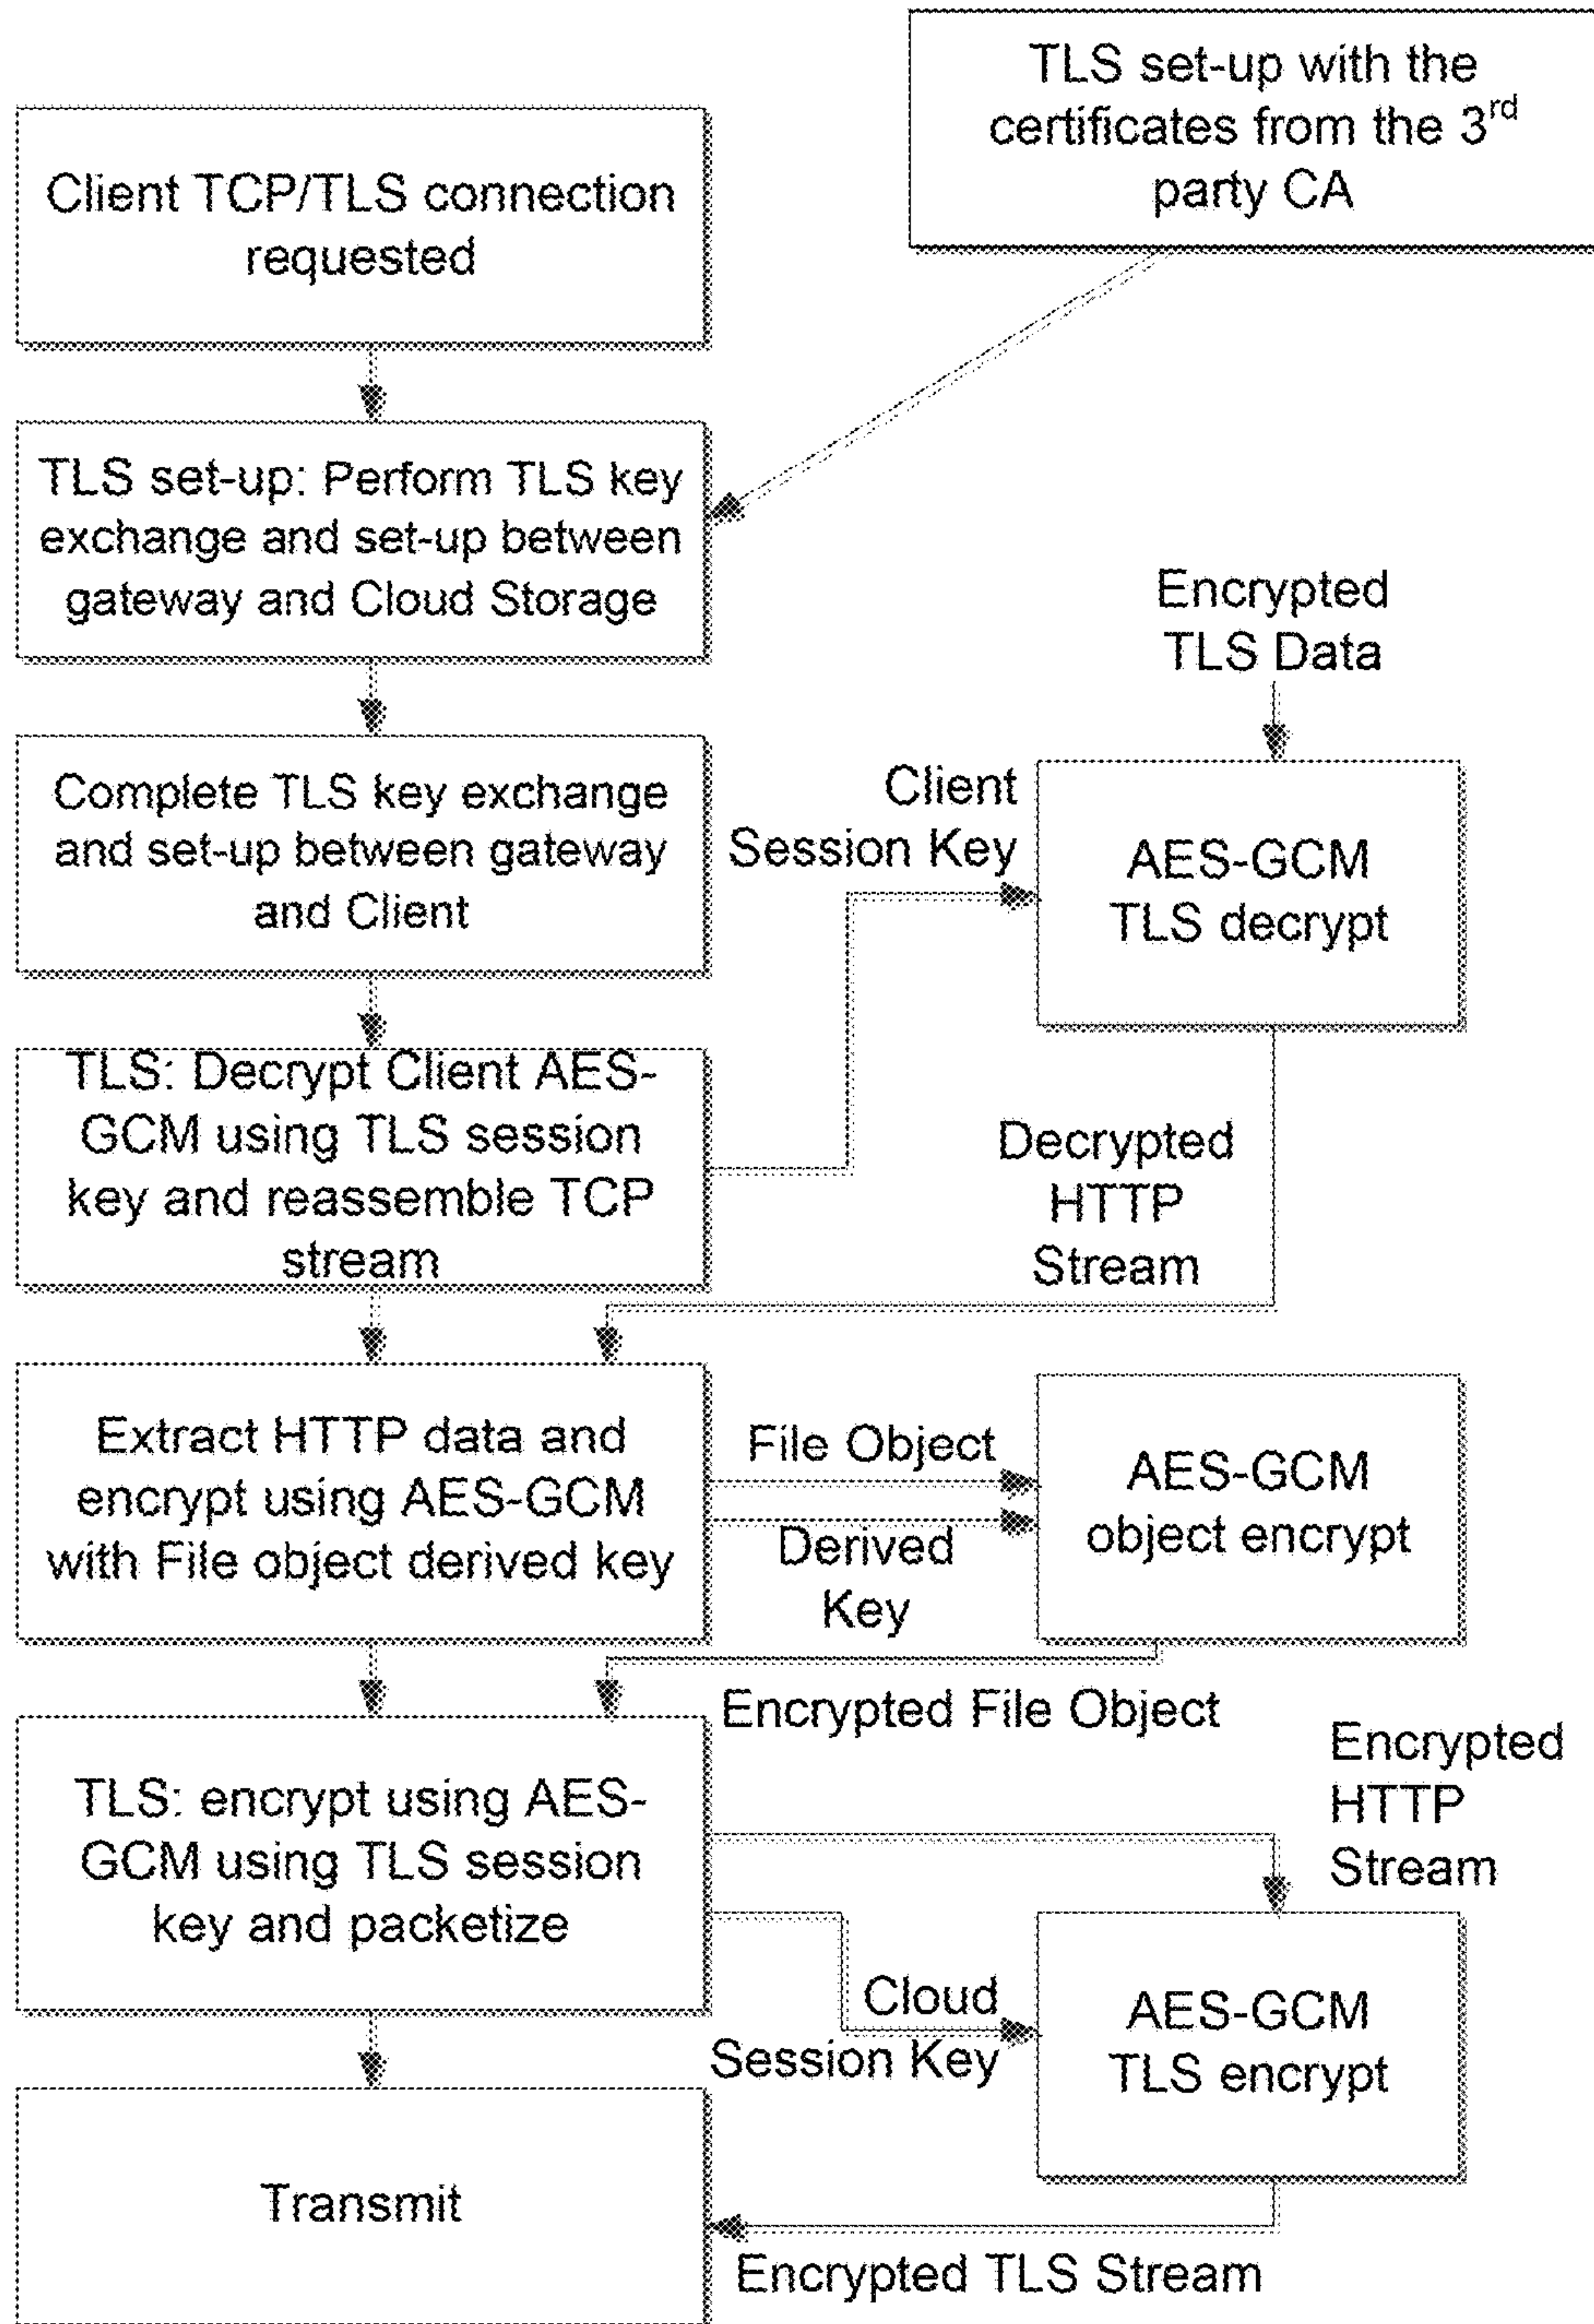 TLS set-up with the
certificates from the 3rd
party CA
Client TCP/TLS connection
requested
TLS set-up: Perform TLS key
exchange and set-up between
gateway and Cloud Storage
Encrypted
TLS Data
Complete TLS key exchange
and set-up between gateway
and Client
Client
Session Key
AES-GCM
TLS decrypt
TLS: Decrypt Client AES-
GCM using TLS session
key and reassemble TCP
stream
Decrypted
HTTP
Stream
Extract HTTP data and
encrypt using AES-GCM
with File object derived key
File Object
Derived
Key
AES-GCM
object encrypt
Encrypted File Object
TLS: encrypt using AES-
GCM using TLS session
key and packetize
Encrypted
HTTP
Stream
Cloud
Session Key
AES-GCM
TLS encrypt
Transmit
Encrypted TLS Stream